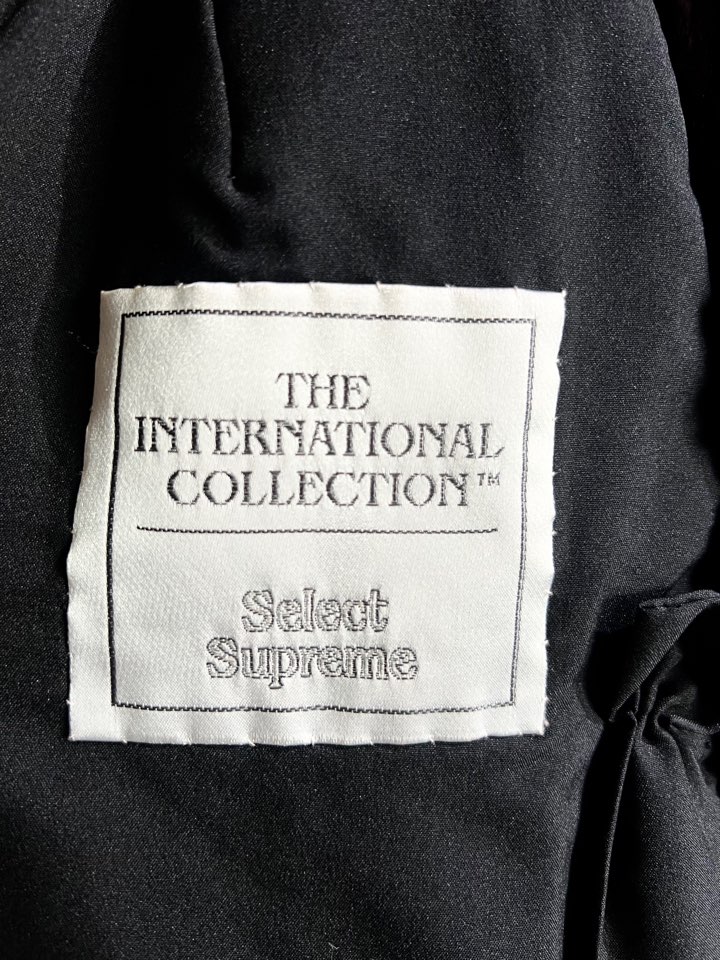 THE
INTERNATIONAL
COLLECTION™
Select
Supreme